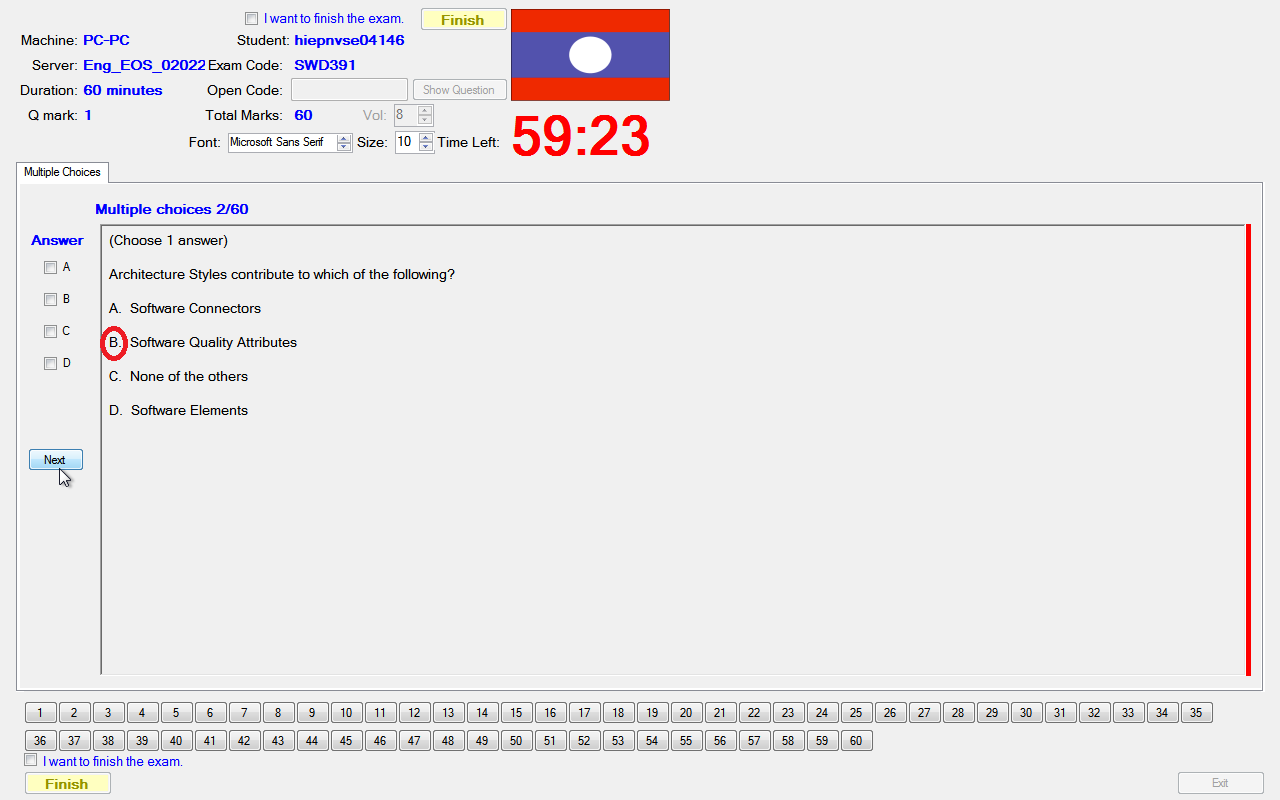 I want to finish the exam. Finish
Machine: PC-PC Student: hiepnvse04146
Server: Eng_EOS_02022 Exam Code: SWD391
Duration: 60 minutes Open Code: Show Question
Q mark: 1 Total Marks: 60 Vol: 8
Font: Microsoft Sans Serif Size: 10 Time Left: 59:23
Multiple Choices
Multiple choices 2/60
Answer
A
B
C
D
Next
(Choose 1 answer)
Architecture Styles contribute to which of the following?
A. Software Connectors
B. Software Quality Attributes
C. None of the others
D. Software Elements
1 2 3 4 5 6 7 8 9 10 11 12 13 14 15 16 17 18 19 20 21 22 23 24 25 26 27 28 29 30 31 32 33 34 35
36 37 38 39 40 41 42 43 44 45 46 47 48 49 50 51 52 53 54 55 56 57 58 59 60
I want to finish the exam.
Finish Exit